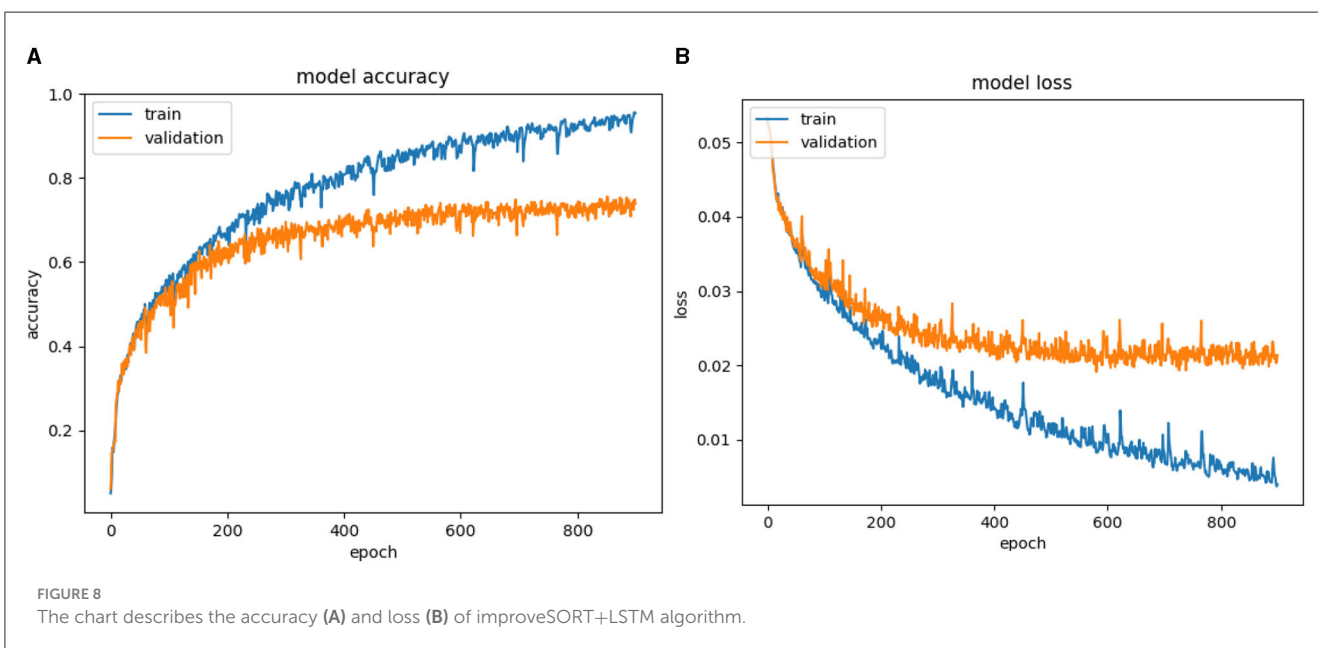 A
model accuracy
1.0
0.8
0.6
0.4
0.2
accuracy
train
validation
0
200
400
600
800
epoch
B
model loss
0.05
0.04
0.03
0.02
0.01
loss
train
validation
0
200
400
600
800
epoch
FIGURE 8
The chart describes the accuracy (A) and loss (B) of improveSORT+LSTM algorithm.